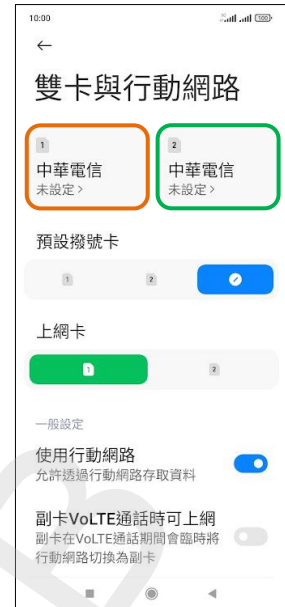 10:00
100
←
雙卡與行動網路
1
中華電信
未設定 >
2
中華電信
未設定 >
預設撥號卡
1
2
上網卡
1
2
一般設定
使用行動網路
允許透過行動網路存取資料
副卡VoLTE通話時可上網
副卡在VoLTE通話期間會臨時將
行動網路切換為副卡